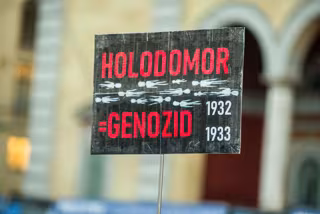 HOLODOMOR
1932
=GENOZID
1933